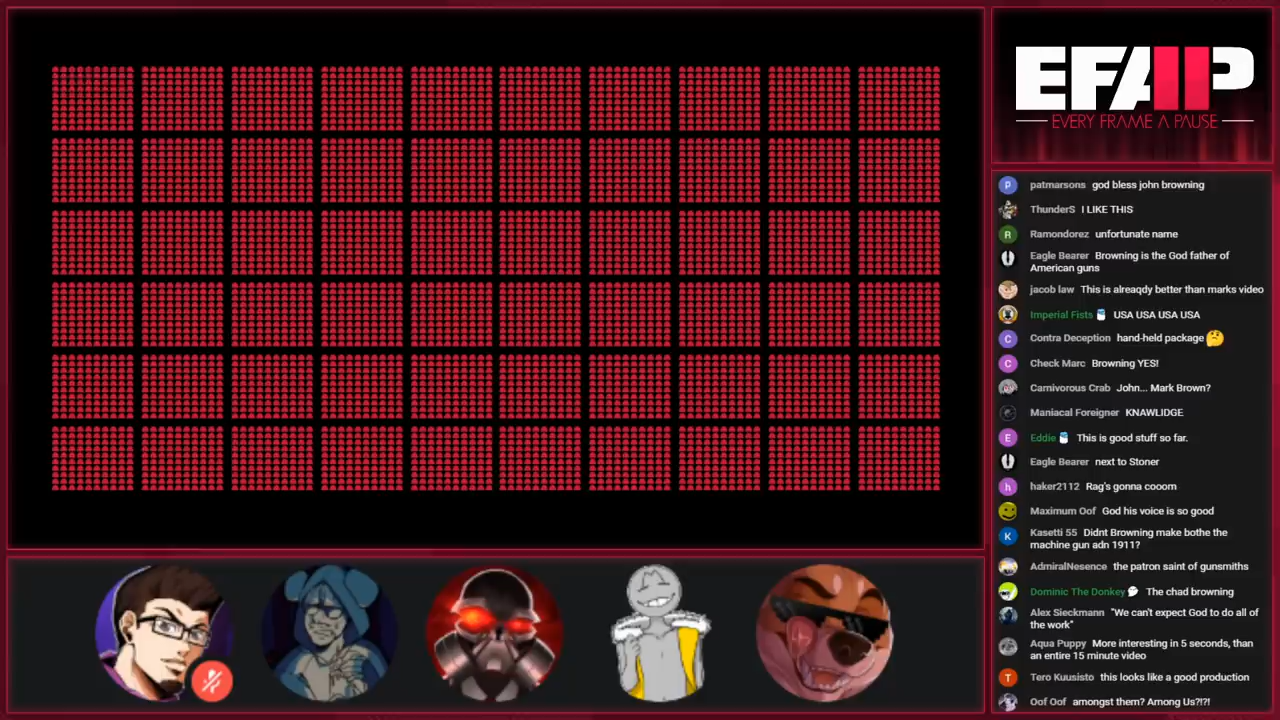 EFAP
EVERY FRAME A PAUSE
patmarsons god bless john browning
ThunderS I LIKE THIS
Ramondorez unfortunate name
Eagle Bearer Browning is the God father of
American guns
jacob law This is alreaqdy better than marks video
Imperial Fists USA USA USA USA
C Contra Deception hand-held package 🤔
C Check Marc Browning YES!
Carnivorous Crab John... Mark Brown?
Maniacal Foreigner KNAWLIDGE
E Eddie This is good stuff so far.
Eagle Bearer next to Stoner
h haker2112 Rag's gonna cooom
Maximum Oof God his voice is so good
K Kasetti 55 Didnt Browning make bothe the
machine gun adn 1911?
AdmiralNesence the patron saint of gunsmiths
Dominic The Donkey The chad browning
Alex Sieckmann "We can't expect God to do all of
the work"
Aqua Puppy More interesting in 5 seconds, than
an entire 15 minute video
T Tero Kuusisto this looks like a good production
Oof Oof amongst them? Among Us?!?!